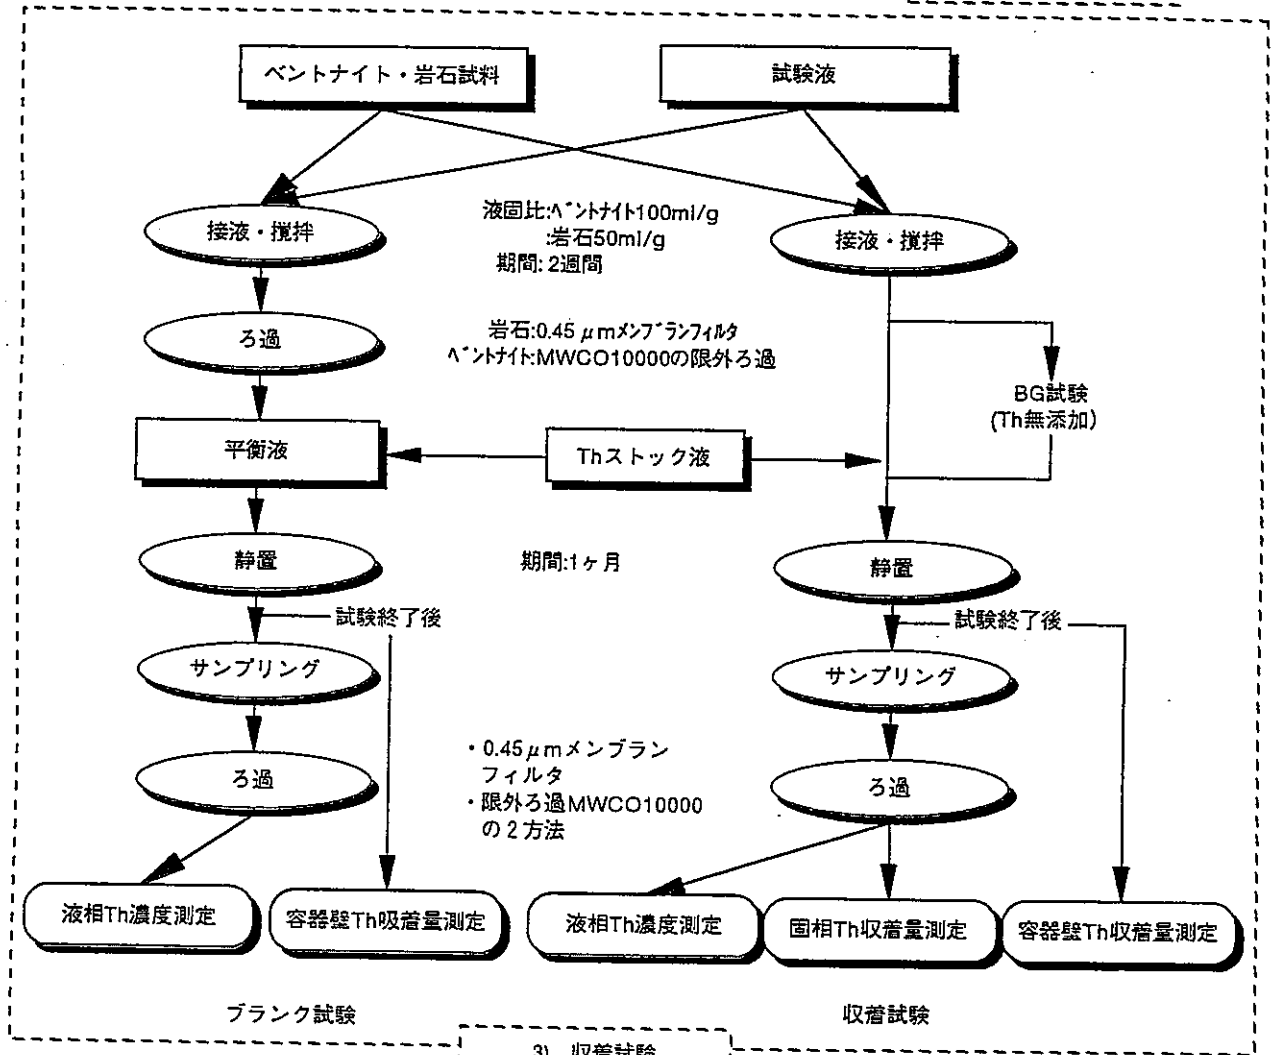 ベントナイト・岩石試料
試験液
接液・攪拌
液固比:ﾍﾞﾝﾄﾅｲﾄ100ml/g
:岩石50ml/g
期間: 2週間
接液・攪拌
ろ過
岩石:0.45 μmﾒﾝﾌﾞﾗﾝﾌｨﾙﾀ
ﾍﾞﾝﾄﾅｲﾄ:MWCO10000の限外ろ過
BG試験
(Th無添加)
平衡液
Thストック液
静置
期間:1ヶ月
静置
試験終了後
試験終了後
サンプリング
サンプリング
ろ過
・0.45μmメンブラン
フィルタ
・限外ろ過MWCO10000
の2方法
ろ過
液相Th濃度測定
容器壁Th吸着量測定
液相Th濃度測定
固相Th収着量測定
容器壁Th収着量測定
ブランク試験
収着試験
3) 収着試験